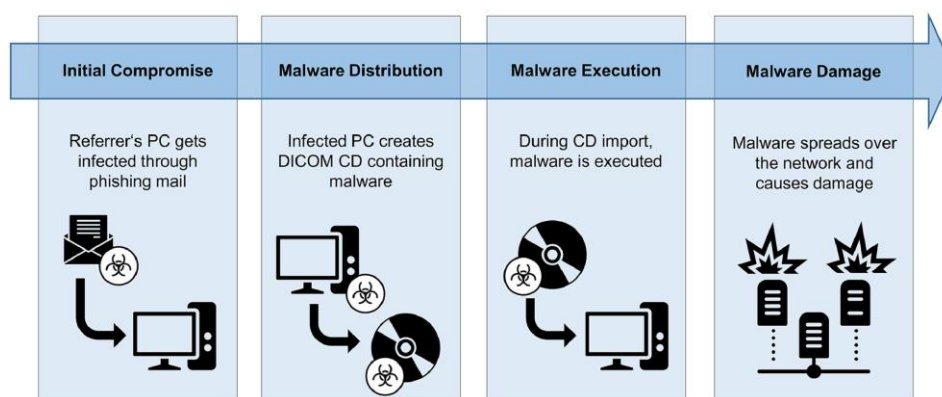 Initial Compromise
Referrer's PC gets
infected through
phishing mail
Malware Distribution
Infected PC creates
DICOM CD containing
malware
Malware Execution
During CD import,
malware is executed
Malware Damage
Malware spreads over
the network and
causes damage